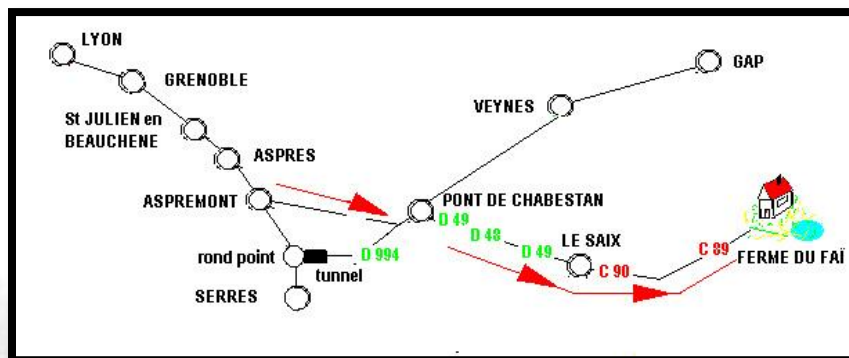 LYON
GRENOBLE
GAP
VEYNES
St JULIEN en
BEAUCHENE
ASPRES
ASPREMONT
PONT DE CHABESTAN
D 49
D 48
LE SAIX
D 49
rond point
tunnel
D 994
C 90
C 89
FERME DU FAÏ
SERRES